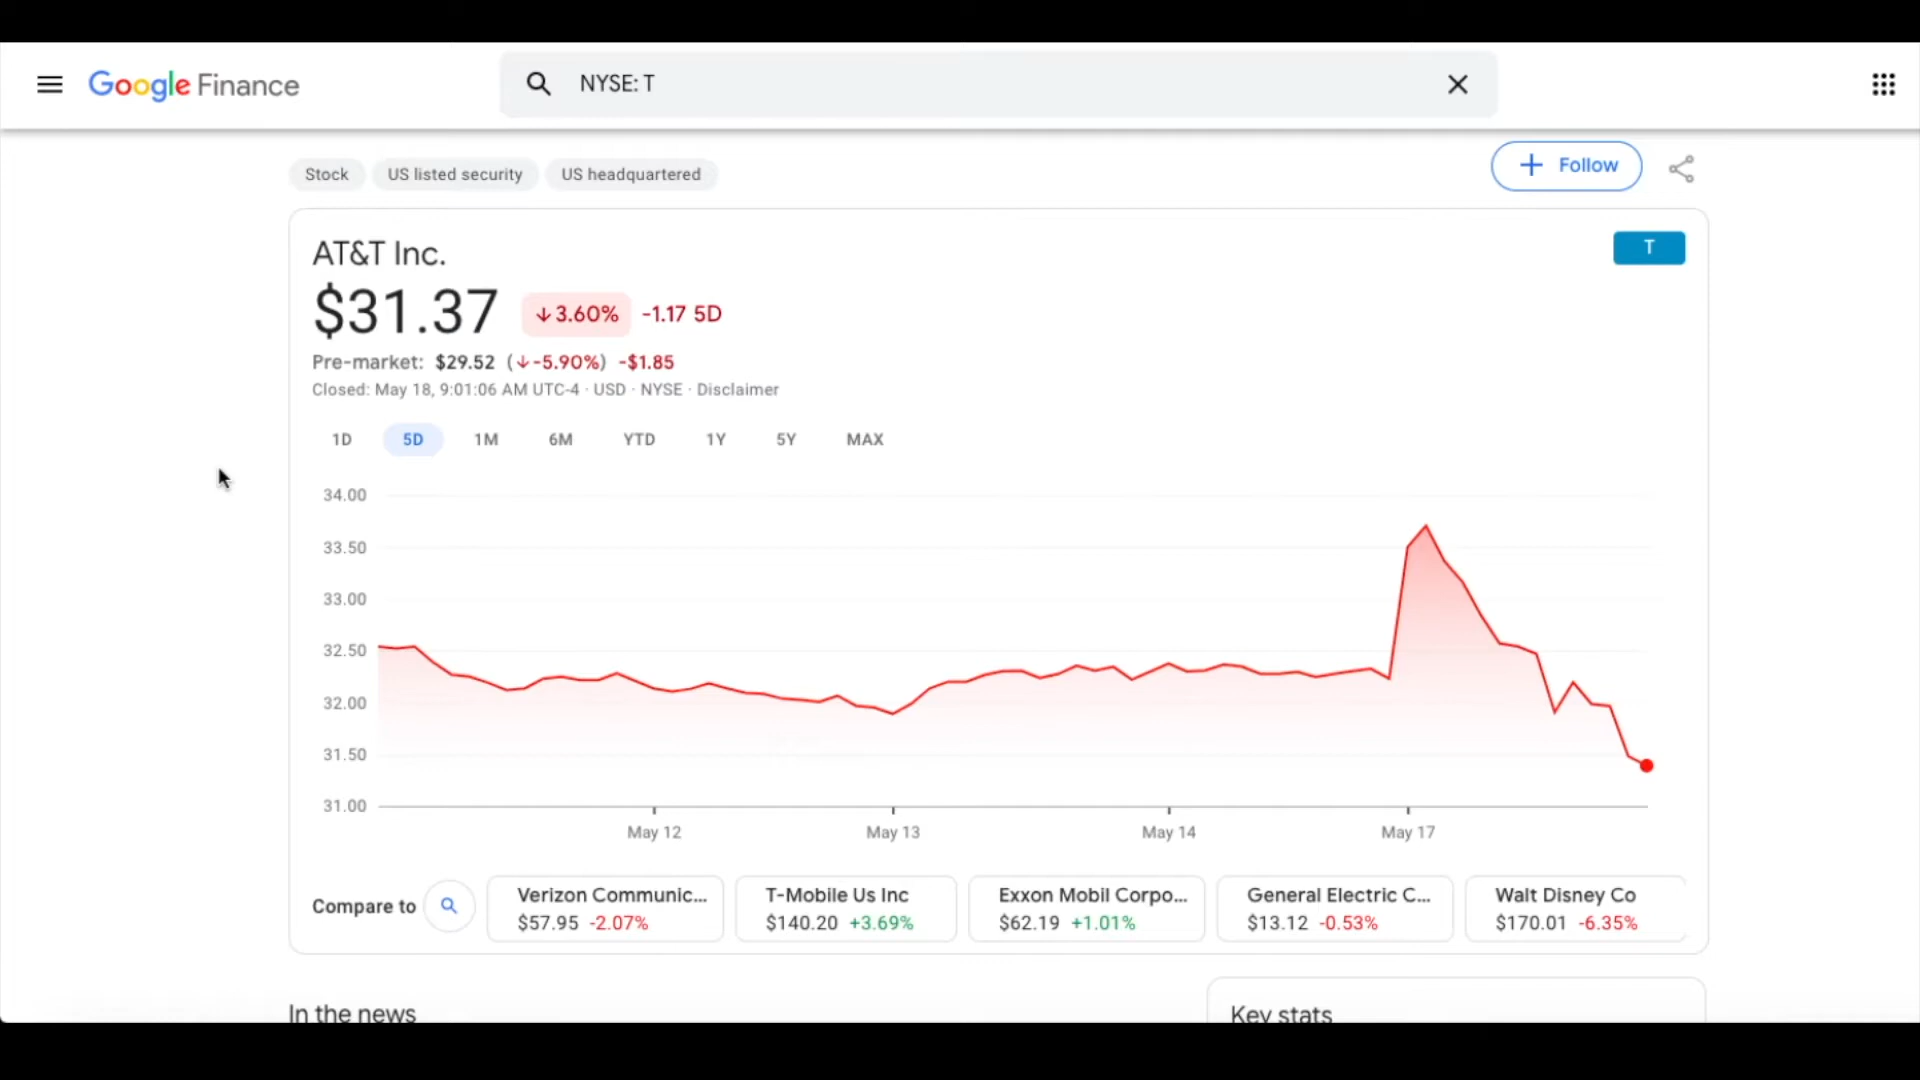 Google Finance
NYSE: T
Stock
US listed security
US headquartered
Follow
AT&T Inc.
T
$31.37 ↓3.60% -1.17 5D
Pre-market: $29.52 (↓-5.90%) -$1.85
Closed: May 18, 9:01:06 AM UTC-4 · USD · NYSE · Disclaimer
1D 5D 1M 6M YTD 1Y 5Y MAX
34.00
33.50
33.00
32.50
32.00
31.50
31.00
May 12 May 13 May 14 May 17
Compare to
Verizon Communic...
$57.95 -2.07%
T-Mobile Us Inc
$140.20 +3.69%
Exxon Mobil Corpo...
$62.19 +1.01%
General Electric C...
$13.12 -0.53%
Walt Disney Co
$170.01 -6.35%
In the news
Key stats